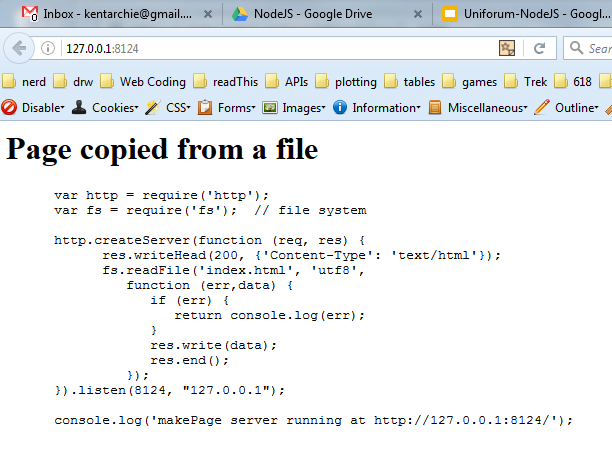 Inbox - kentarchie@gmail.... × NodeJS - Google Drive × Uniforum-NodeJS - Googl...
0
127.0.0.1:8124
nerd drw Web Coding readThis APIs plotting tables games Trek 618
Disable Cookies CSS Forms Images Information Miscellaneous Outline
Page copied from a file
var http = require('http');
var fs = require('fs');  // file system
http.createServer(function (req, res) {
      res.writeHead(200, {'Content-Type': 'text/html'});
      fs.readFile('index.html', 'utf8',
         function (err,data) {
            if (err) {
               return console.log(err);
            }
            res.write(data);
            res.end();
         });
}).listen(8124, "127.0.0.1");
console.log('makePage server running at http://127.0.0.1:8124/');